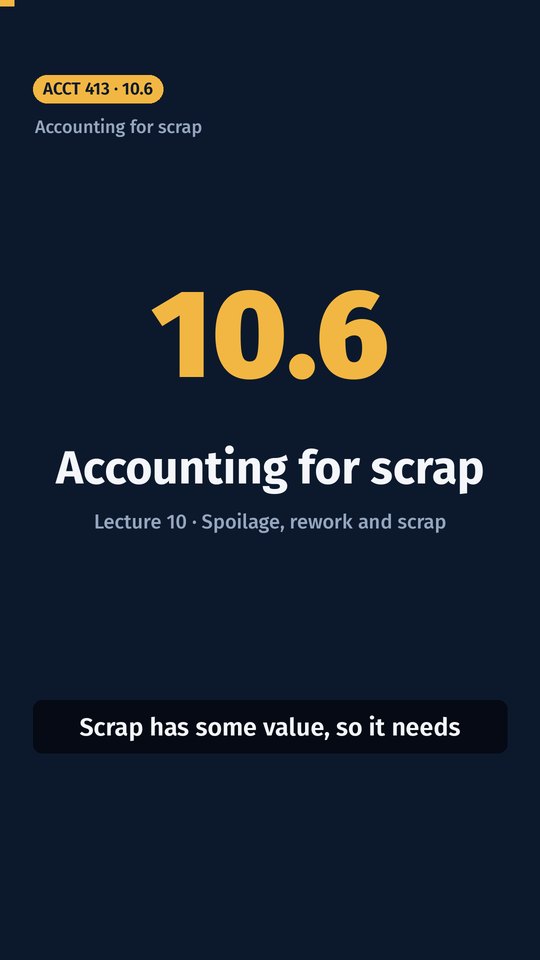 ACCT 413 · 10.6
Accounting for scrap
10.6
Accounting for scrap
Lecture 10 · Spoilage, rework and scrap
Scrap has some value, so it needs